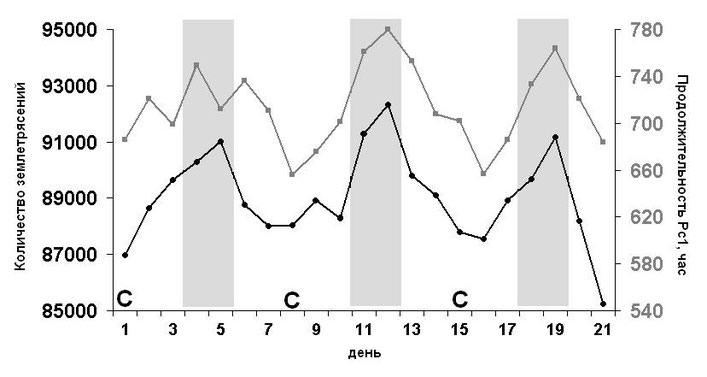 95000
93000
91000
89000
87000
85000
Количество землетрясений
780
740
700
660
620
580
540
Продолжительность Pc1, час
С С С
1 3 5 7 9 11 13 15 17 19 21
день